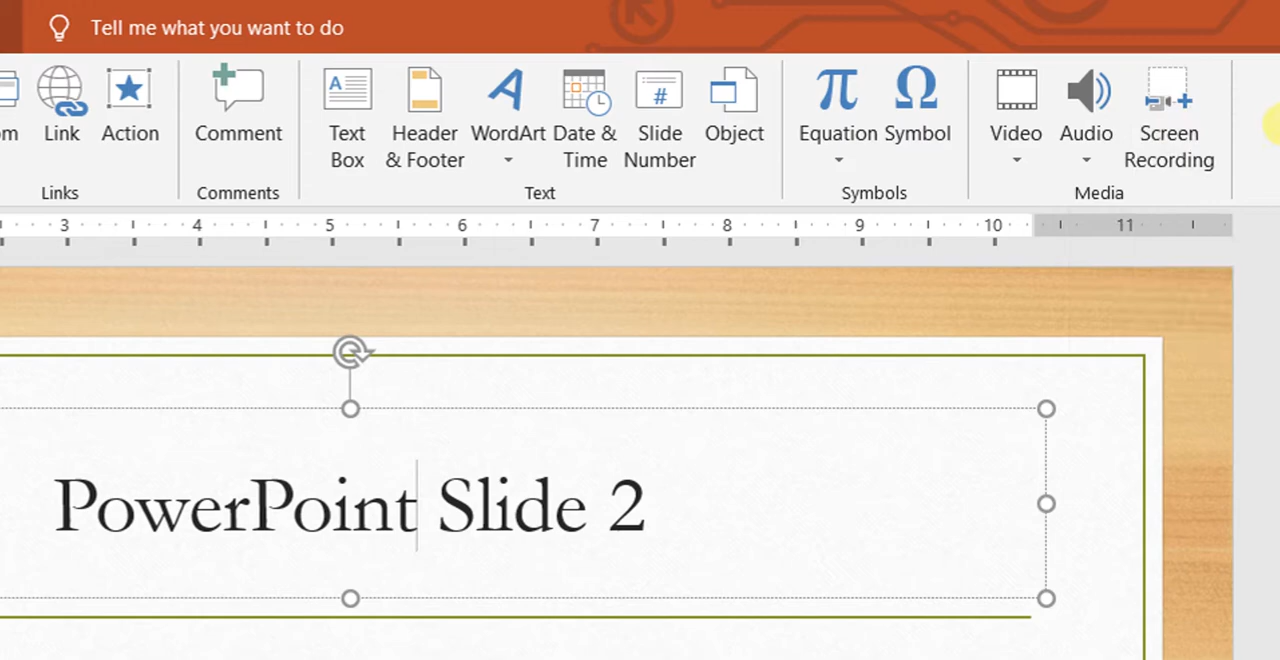 Tell me what you want to do
Link
Action
Comment
Text
Box
Header
& Footer
WordArt
Date &
Time
Slide
Number
Object
Equation
Symbol
Video
Audio
Screen
Recording
Links
Comments
Text
Symbols
Media
3 4 5 6 7 8 9 10 11
PowerPoint Slide 2